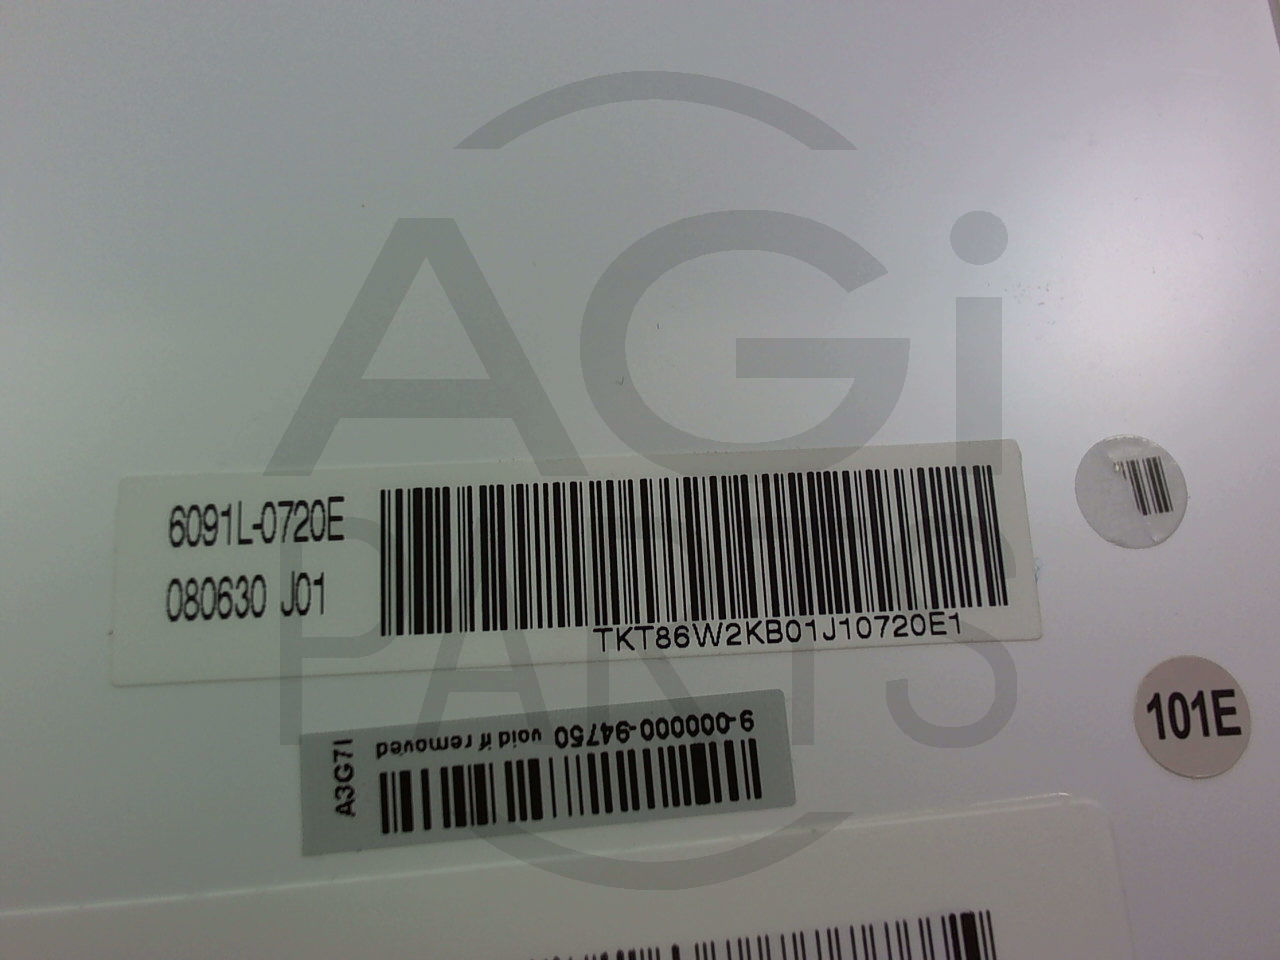 AGi
PARTS
6091L-0720E
080630 J01
TKT86W2KB01J10720E1
101E
A3G7I
9-000000-94750 void if removed